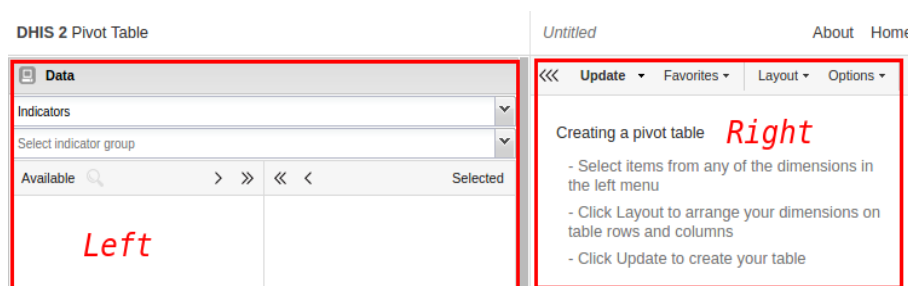 DHIS 2 Pivot Table
Untitled About Home
Data
Indicators
Select indicator group
Available Selected
Left
Update Favorites Layout Options
Creating a pivot table Right
- Select items from any of the dimensions in
the left menu
- Click Layout to arrange your dimensions on
table rows and columns
- Click Update to create your table